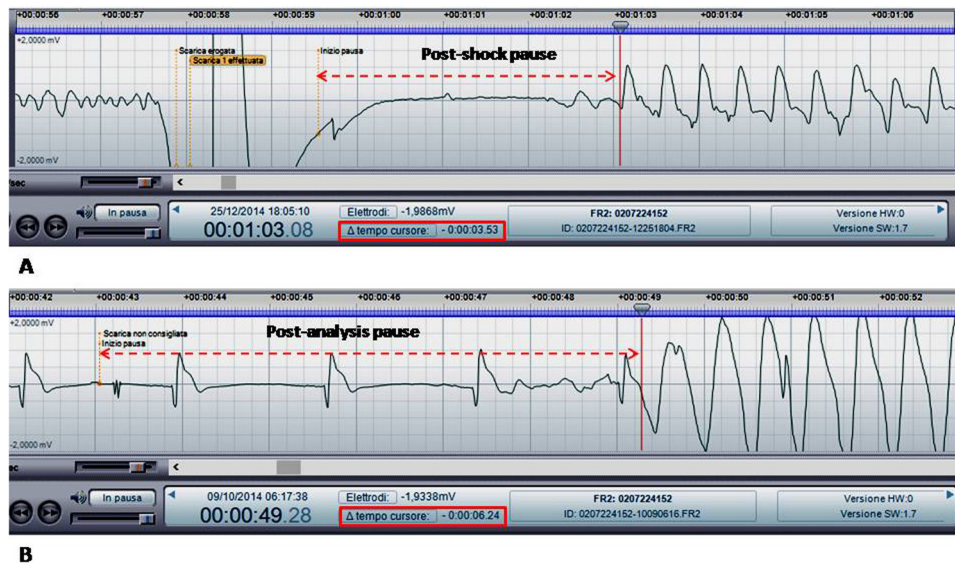 +00:00:56 +00:00:57 +00:00:58 +00:00:59 +00:01:00 +00:01:01 +00:01:02 +00:01:03 +00:01:04 +00:01:05 +00:01:06
+2,0000 mV
Scarica erogata
Scarica 1 effettuata
Inizio pausa
Post-shock pause
-2,0000 mV
/sec
In pausa
25/12/2014 18:05:10
00:01:03.08
Elettrodi: -1,9868mV
Δ tempo cursore: - 0:00:03.53
FR2: 0207224152
ID: 0207224152-12251804.FR2
Versione HW:0
Versione SW:1.7
A
+00:00:42 +00:00:43 +00:00:44 +00:00:45 +00:00:46 +00:00:47 +00:00:48 +00:00:49 +00:00:50 +00:00:51 +00:00:52
+2,0000 mV
Scarica non consigliata
Inizio pausa
Post-analysis pause
-2,0000 mV
ec
In pausa
09/10/2014 06:17:38
00:00:49.28
Elettrodi: -1,9338mV
Δ tempo cursore: - 0:00:06.24
FR2: 0207224152
ID: 0207224152-10090616.FR2
Versione HW:0
Versione SW:1.7
B